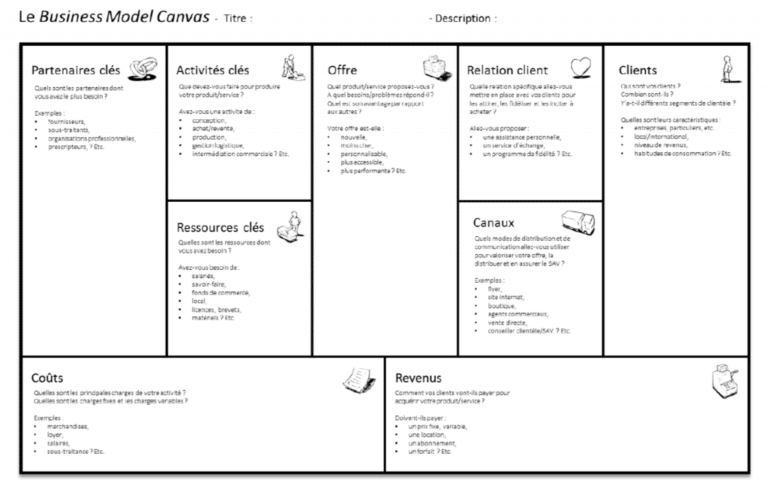 Le Business Model Canvas - Titre :
- Description :
Partenaires clés
Quels sont les partenaires dont
vous avez le plus besoin ?
Exemples :
• fournisseurs,
• sous-traitants,
• organisations professionnelles,
• prescripteurs, ? Etc.
Activités clés
Que devez-vous faire pour produire
votre produit/service ?
Avez-vous une activité de :
• conception,
• achat/revente,
• production,
• gestion logistique,
• intermédiation commerciale ? Etc.
Ressources clés
Quelles sont les ressources dont
vous avez besoin ?
Avez-vous besoin de :
• salariés,
• savoir-faire,
• fonds de commerce,
• local,
• licences, brevets,
• matériels ? Etc.
Offre
Quel produit/service proposez-vous ?
A quel besoins/problèmes répond-il ?
Quel est son avantage par rapport
aux autres ?
Votre offre est-elle :
• nouvelle,
• moins cher,
• personnalisable,
• plus accessible,
• plus performante ? Etc.
Relation client
Quelle relation spécifique allez-vous
mettre en place avec vos clients pour
les attirer, les fidéliser et les inciter à
acheter ?
Allez-vous proposer :
• une assistance personnelle,
• un service d'échange,
• un programme de fidélité ? Etc.
Canaux
Quels modes de distribution et de
communication allez-vous utiliser
pour valoriser votre offre, la
distribuer et en assurer le SAV ?
Exemples :
• flyer,
• site internet,
• boutique,
• agents commerciaux,
• vente directe,
• conseiller clientèle/SAV ? Etc.
Clients
Qui sont vos clients ?
Combien sont-ils ?
Y'a-t-il différents segments de clientèle ?
Quelles sont leurs caractéristiques :
• entreprises, particuliers, etc.
• local/international,
• niveau de revenus,
• habitudes de consommation ? Etc.
Coûts
Quelles sont les principales charges de votre activité ?
Quelles sont les charges fixes et les charges variables ?
Exemples :
• marchandises,
• loyer,
• salaires,
• sous-traitance ? Etc.
Revenus
Comment vos clients vont-ils payer pour
acquérir votre produit/service ?
Doivent-ils payer :
• un prix fixe, variable,
• une location,
• un abonnement,
• un forfait ? Etc.